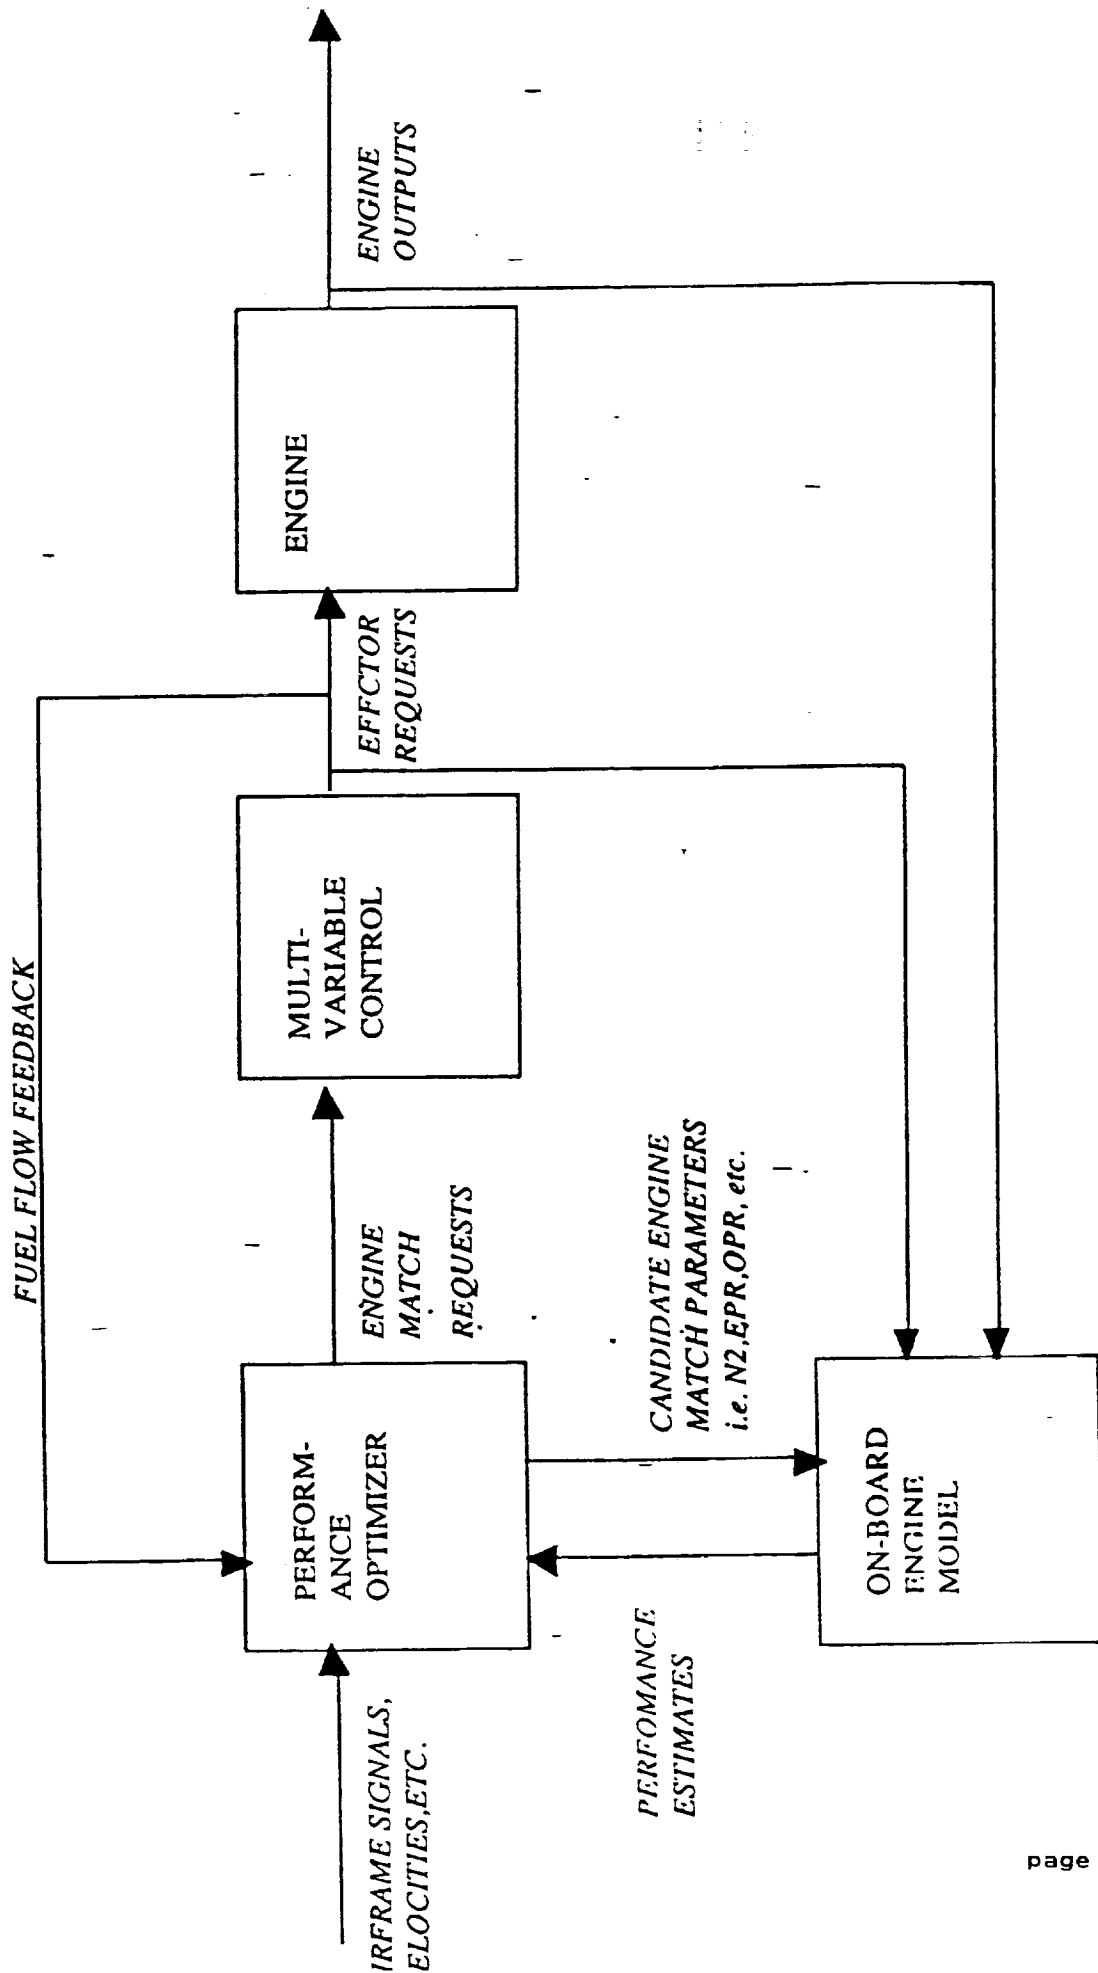 FUEL FLOW FEEDBACK
IRFRAME SIGNALS,
ELOCITIES,ETC.
PERFORM-
ANCE
OPTIMIZER
ENGINE
MATCH
REQUESTS
MULTI-
VARIABLE
CONTROL
EFFCTOR
REQUESTS
ENGINE
ENGINE
OUTPUTS
PERFOMANCE
ESTIMATES
CANDIDATE ENGINE
MATCH PARAMETERS
i.e. N2,EPR,OPR, etc.
ON-BOARD
ENGINE
MODEL
page